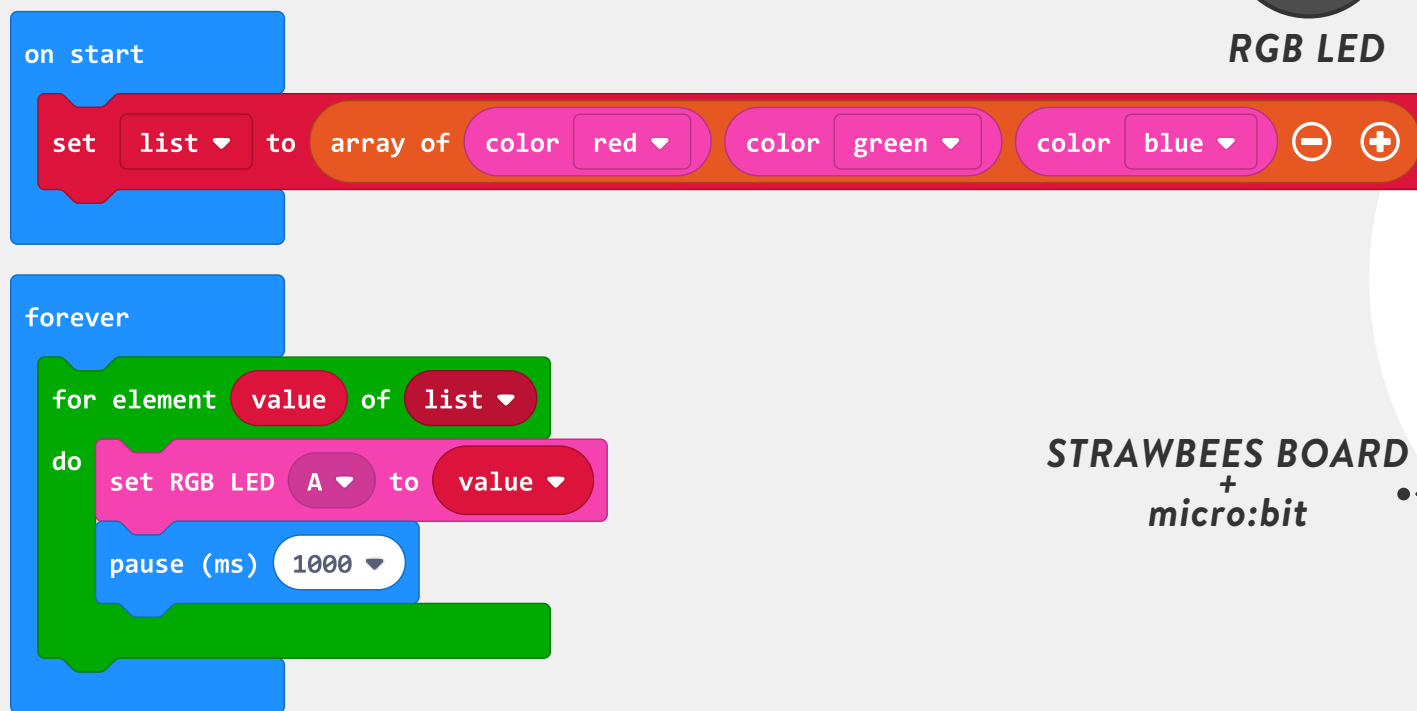 on start
set list to array of color red color green color blue
forever
for element value of list
do
set RGB LED A to value
pause (ms) 1000
RGB LED
STRAWBEES BOARD
+
micro:bit